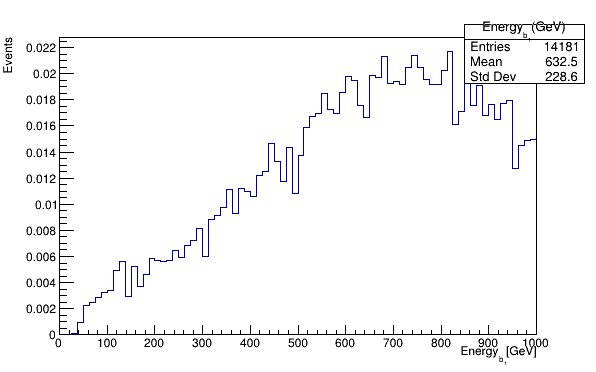 Energy_b_1 (GeV)
Entries 14181
Mean 632.5
Std Dev 228.6
Events
0.022
0.02
0.018
0.016
0.014
0.012
0.01
0.008
0.006
0.004
0.002
0
0 100 200 300 400 500 600 700 800 900 1000
Energy_b_1 [GeV]